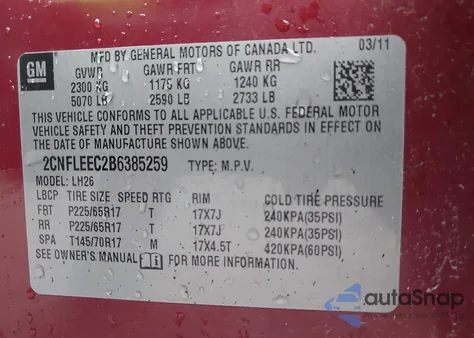 GM
MFD BY GENERAL MOTORS OF CANADA LTD. 03/11
GVWR GAWR FRT GAWR RR
2300 KG 1175 KG 1240 KG
5070 LB 2590 LB 2733 LB
THIS VEHICLE CONFORMS TO ALL APPLICABLE U.S. FEDERAL MOTOR
VEHICLE SAFETY AND THEFT PREVENTION STANDARDS IN EFFECT ON
THE DATE OF MANUFACTURE SHOWN ABOVE.
2CNFLEEC2B6385259 TYPE: M.P.V.
MODEL: LH26
LBCP TIRE SIZE SPEED RTG RIM COLD TIRE PRESSURE
FRT P225/65R17 T 17X7J 240KPA(35PSI)
RR P225/65R17 T 17X7J 240KPA(35PSI)
SPA T145/70R17 M 17X4.5T 420KPA(60PSI)
SEE OWNER'S MANUAL FOR MORE INFORMATION.
autoSnap